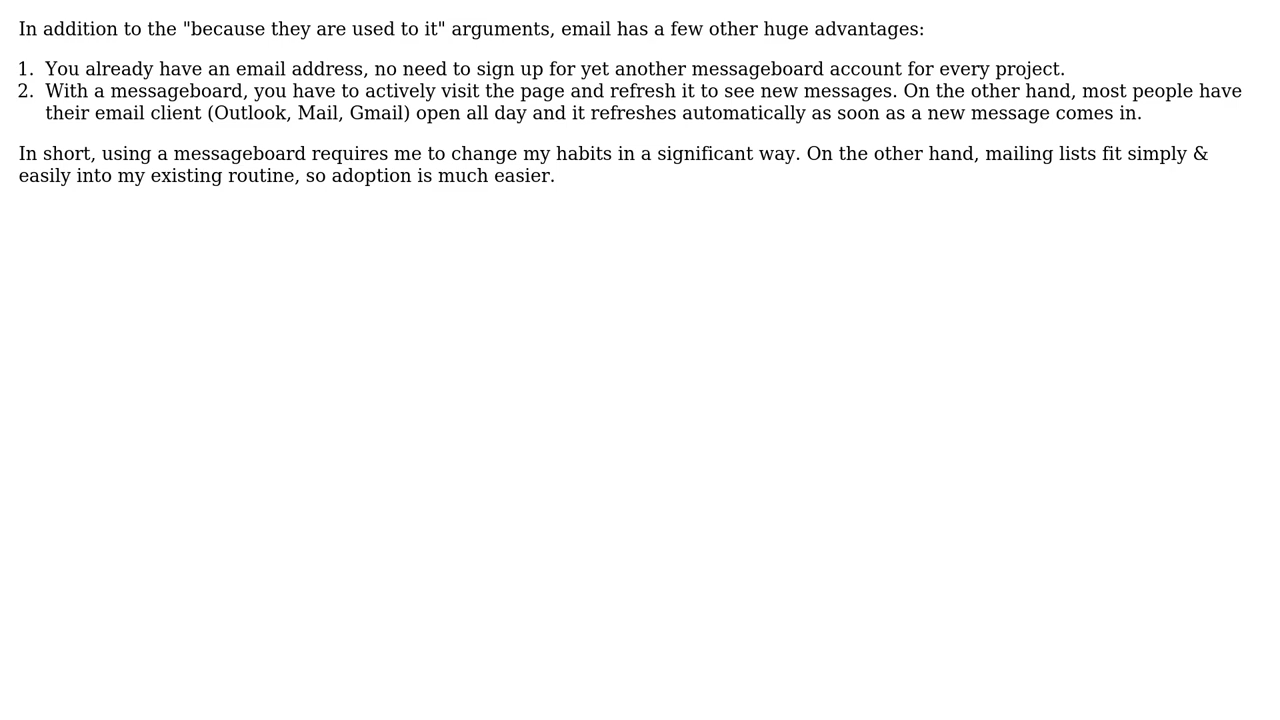 In addition to the "because they are used to it" arguments, email has a few other huge advantages:
1. You already have an email address, no need to sign up for yet another messageboard account for every project.
2. With a messageboard, you have to actively visit the page and refresh it to see new messages. On the other hand, most people have
their email client (Outlook, Mail, Gmail) open all day and it refreshes automatically as soon as a new message comes in.
In short, using a messageboard requires me to change my habits in a significant way. On the other hand, mailing lists fit simply &
easily into my existing routine, so adoption is much easier.